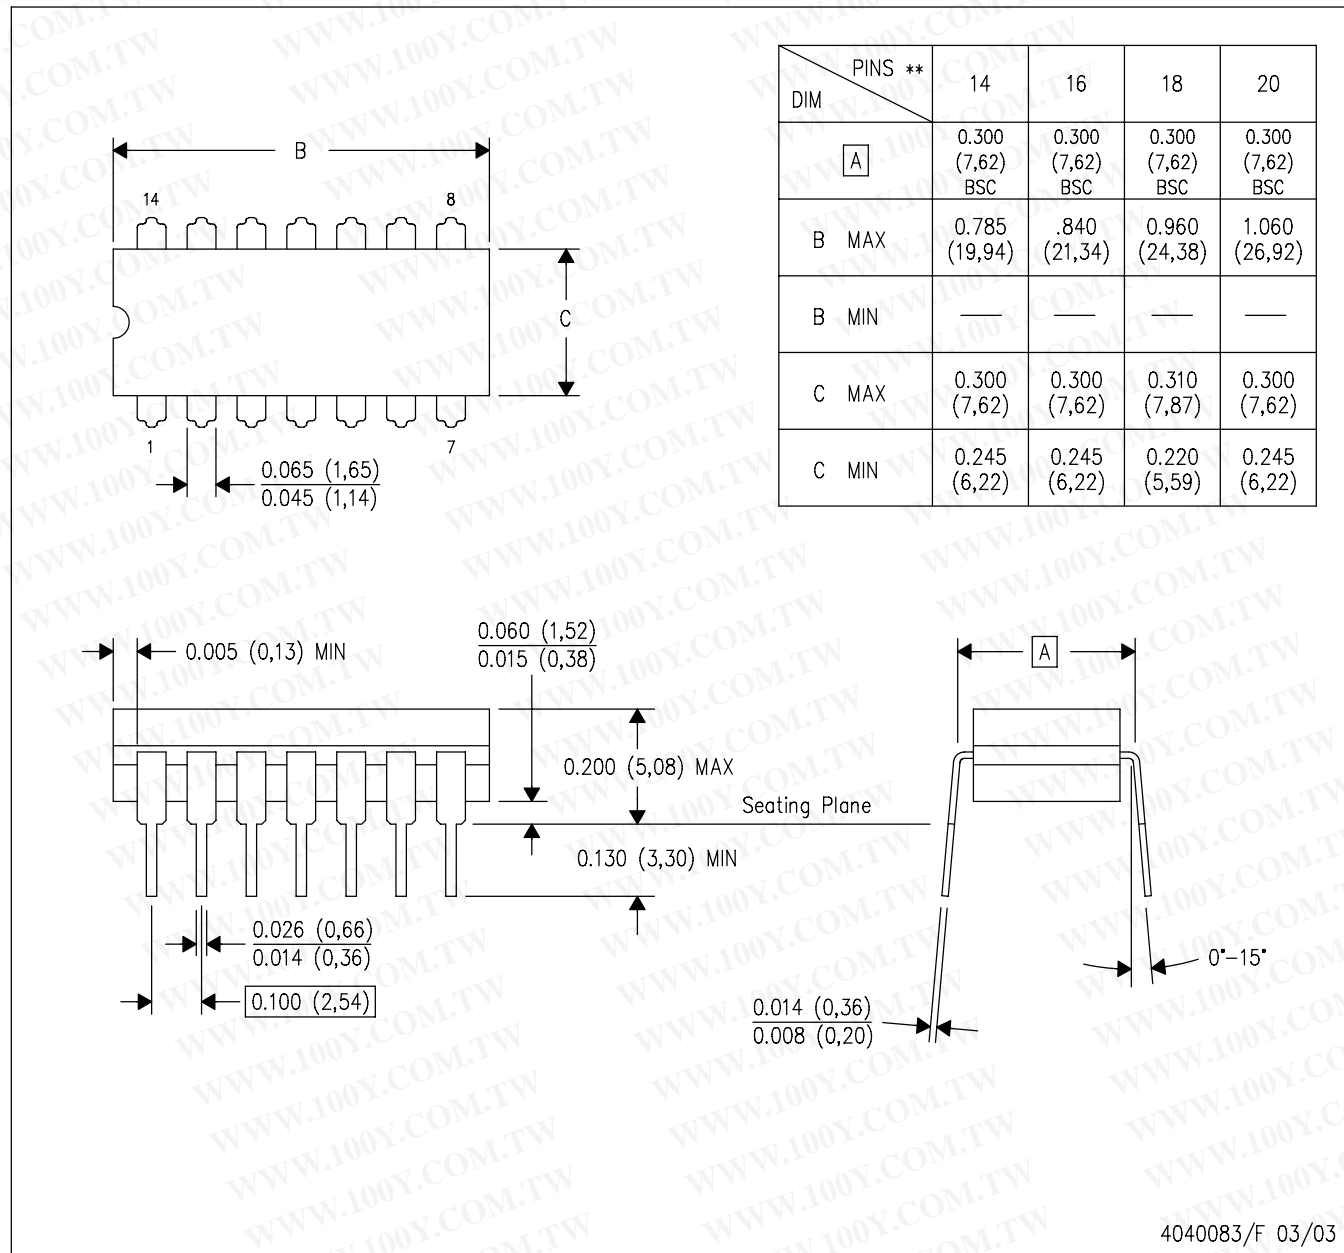 PINS **
DIM
14 16 18 20
A
0.300 0.300 0.300 0.300
(7,62) (7,62) (7,62) (7,62)
BSC BSC BSC BSC
B MAX
0.785 .840 0.960 1.060
(19,94) (21,34) (24,38) (26,92)
B MIN — — — —
C MAX
0.300 0.300 0.310 0.300
(7,62) (7,62) (7,87) (7,62)
C MIN
0.245 0.245 0.220 0.245
(6,22) (6,22) (5,59) (6,22)
B
14 8
C
1 7
0.065 (1,65)
0.045 (1,14)
0.005 (0,13) MIN
0.060 (1,52)
0.015 (0,38)
A
0.200 (5,08) MAX
Seating Plane
0.130 (3,30) MIN
0.026 (0,66)
0.014 (0,36)
0.100 (2,54)
0°-15°
0.014 (0,36)
0.008 (0,20)
4040083/F 03/03
WWW.100Y.COM.TW